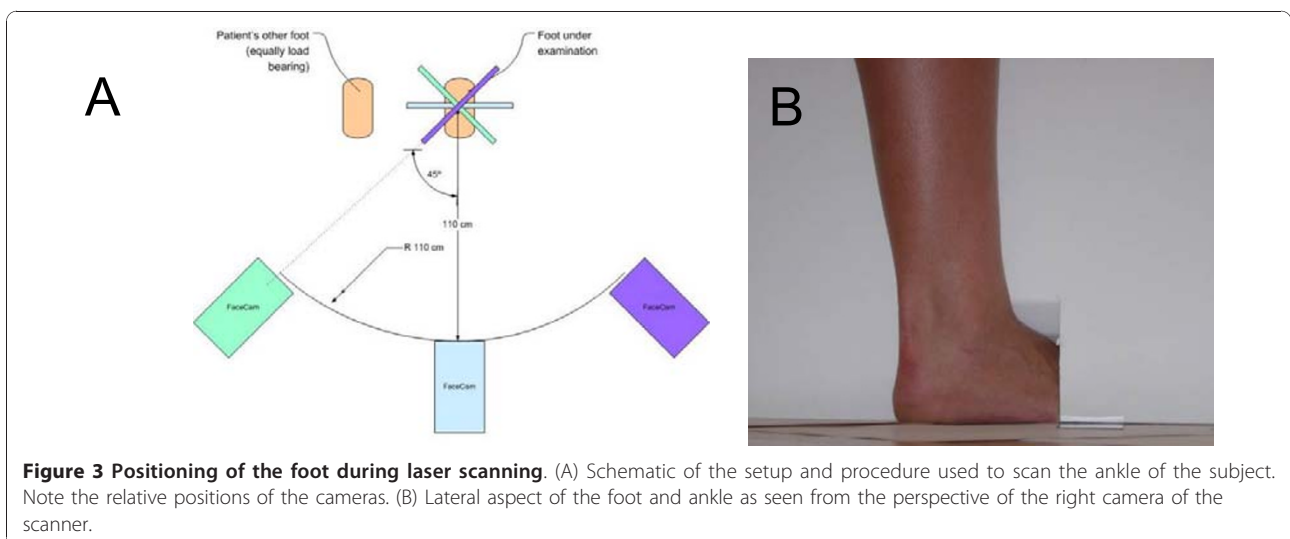 Patient's other foot
(equally load
bearing)
Foot under
examination
A
B
45°
110 cm
R 110 cm
FaceCam
FaceCam
FaceCam
Figure 3 Positioning of the foot during laser scanning. (A) Schematic of the setup and procedure used to scan the ankle of the subject.
Note the relative positions of the cameras. (B) Lateral aspect of the foot and ankle as seen from the perspective of the right camera of the
scanner.